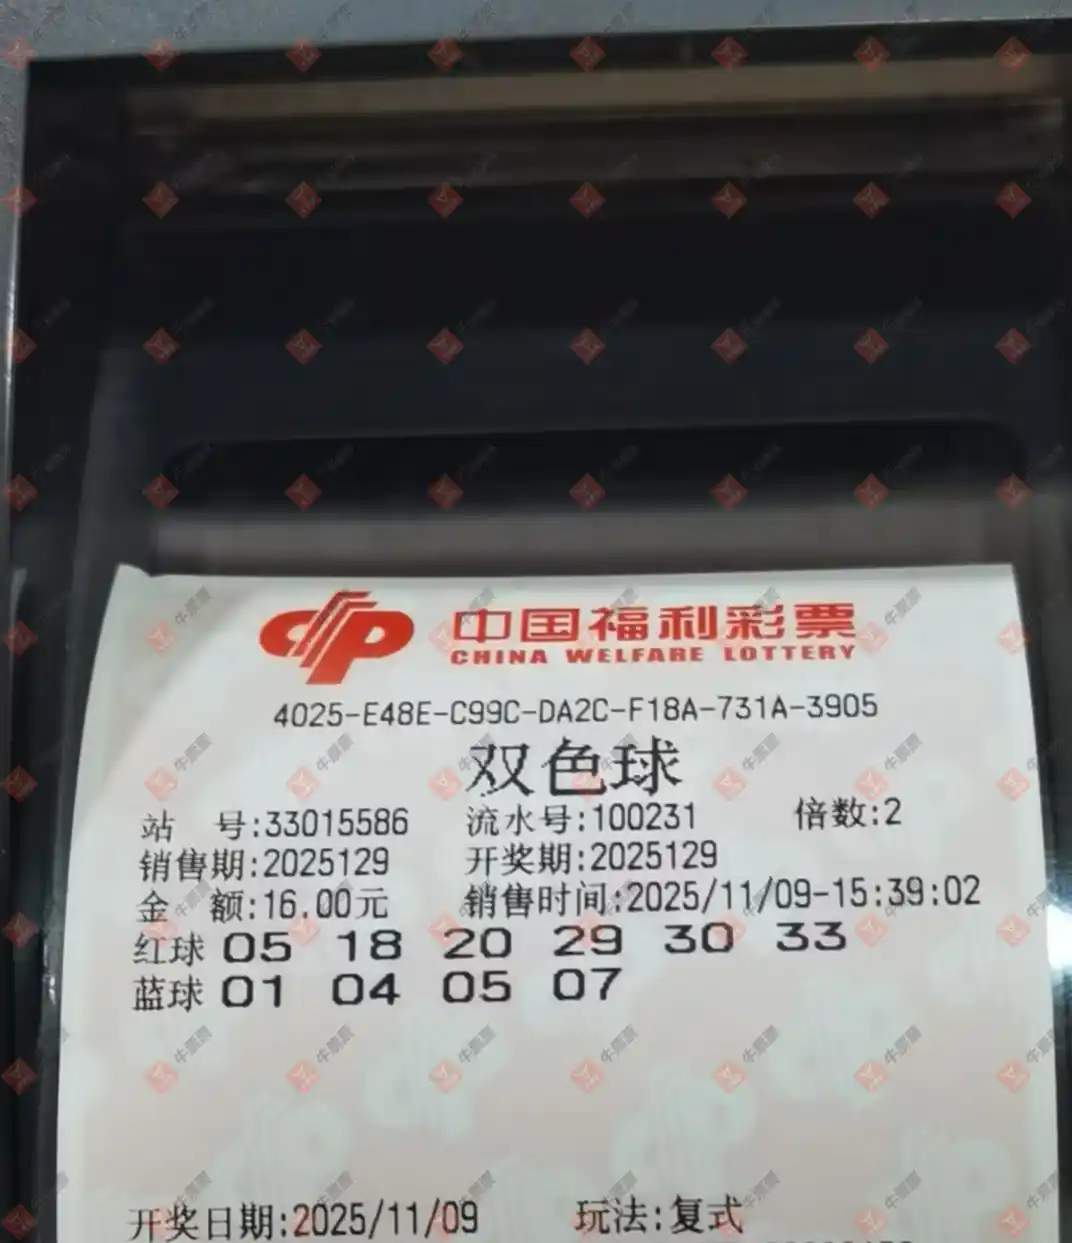 中国福利彩票
CHINA WELFARE LOTTERY
4025-E48E-C99C-DA2C-F18A-731A-3905
双色球
站 号:33015586 流水号:100231 倍数:2
销售期:2025129 开奖期:2025129
金 额:16.00元 销售时间:2025/11/09-15:39:02
红球 05 18 20 29 30 33
蓝球 01 04 05 07
开奖日期:2025/11/09 玩法:复式